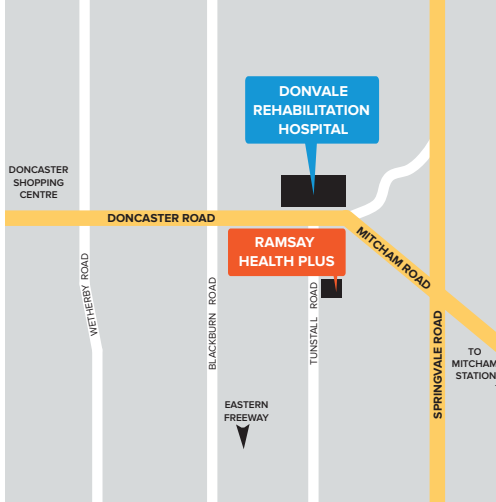 DONVALE
REHABILITATION
HOSPITAL
DONCASTER
SHOPPING
CENTRE
DONCASTER ROAD
RAMSAY
HEALTH PLUS
MITCHAM ROAD
WETHERBY ROAD
BLACKBURN ROAD
TUNSTALL ROAD
SPRINGVALE ROAD
TO
MITCHAM
STATION
EASTERN
FREEWAY